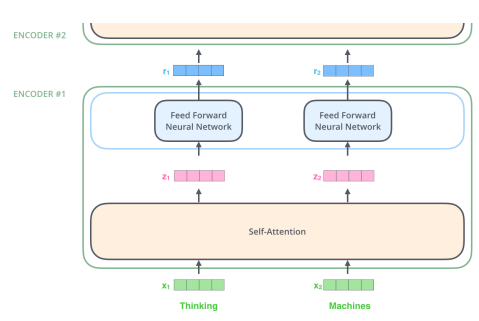 ENCODER #2
r₁
r₂
ENCODER #1
Feed Forward
Neural Network
Feed Forward
Neural Network
z₁
z₂
Self-Attention
x₁
x₂
Thinking
Machines